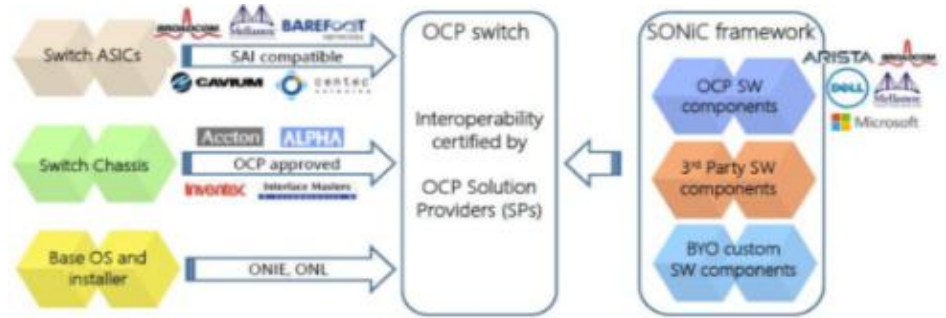 BROADCOM
Mellanox
BAREFOOT
NETWORKS
OCP switch
SONiC framework
Switch ASICs
SAI compatible
ARISTA
BROADCOM
CAVIUM
centec
networks
OCP SW
components
DELL
Mellanox
Microsoft
Interoperability
certified by
Accton
ALPHA
Switch Chassis
OCP approved
3rd Party SW
components
Inventec
Interface Masters
OCP Solution
Providers (SPs)
Base OS and
installer
ONIE, ONL
BYO custom
SW components